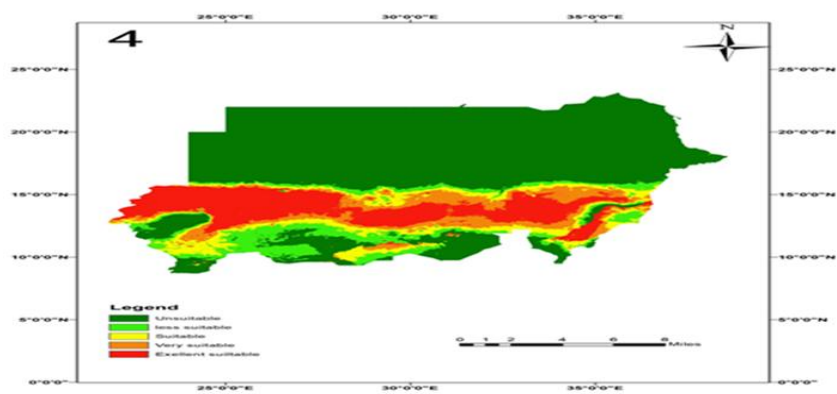 25°0'0"E 30°0'0"E 35°0'0"E
4
N
25°0'0"N 25°0'0"N
20°0'0"N 20°0'0"N
15°0'0"N 15°0'0"N
10°0'0"N 10°0'0"N
5°0'0"N 5°0'0"N
0°0'0" 0°0'0"
Legend
Unsuitable
less suitable
Suitable
Very suitable
Exellent suitable
0 1 2 4 6 8 Miles
25°0'0"E 30°0'0"E 35°0'0"E